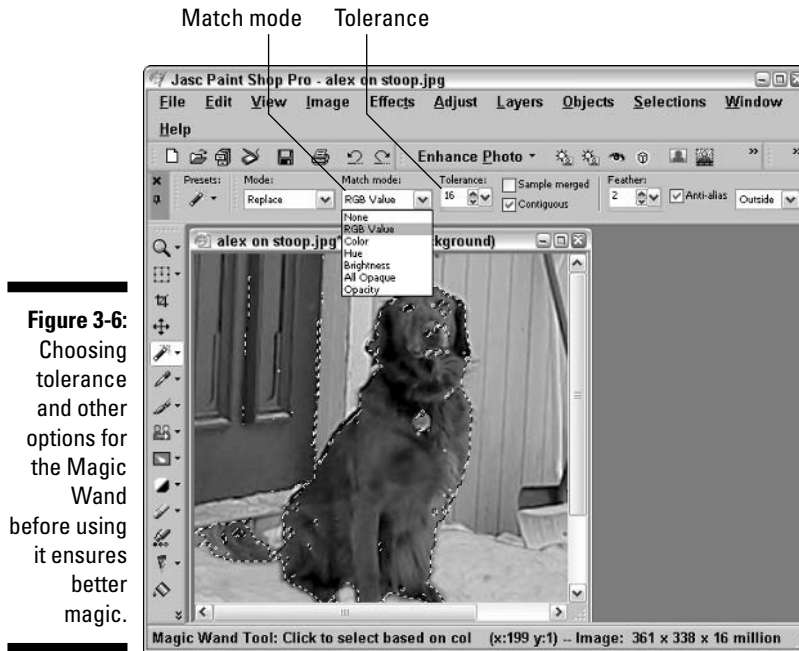 Match mode Tolerance
Jasc Paint Shop Pro - alex on stoop.jpg
File Edit View Image Effects Adjust Layers Objects Selections Window
Help
Enhance Photo
Presets: Mode: Match mode: Tolerance: Sample merged Feather:
Replace RGB Value 16 Contiguous 2 Anti-alias Outside
None
RGB Value
alex on stoop.jpg* kground)
Color
Hue
Brightness
All Opaque
Opacity
Figure 3-6:
Choosing
tolerance
and other
options for
the Magic
Wand
before using
it ensures
better
magic.
Magic Wand Tool: Click to select based on col (x:199 y:1) -- Image: 361 x 338 x 16 million